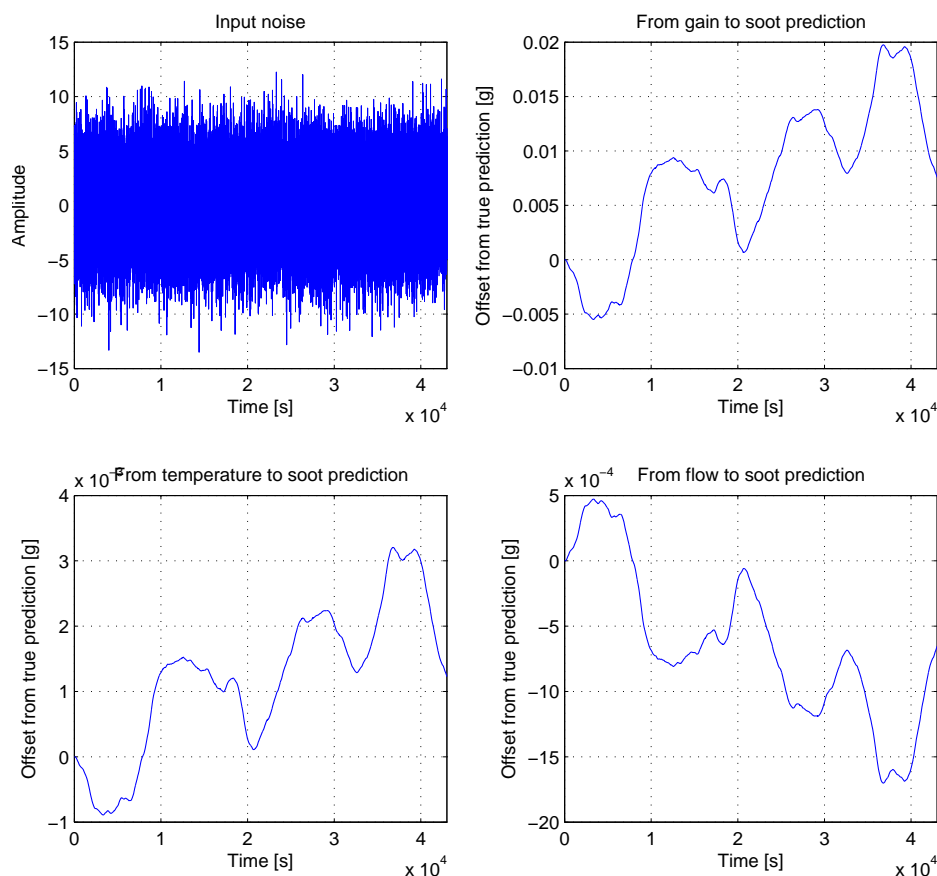 Input noise
15
10
5
0
−5
−10
−15
Amplitude
0
1
2
3
4
Time [s]
x 10^4
From gain to soot prediction
0.02
0.015
0.01
0.005
0
−0.005
−0.01
Offset from true prediction [g]
0
1
2
3
4
Time [s]
x 10^4
x 10^−3
From temperature to soot prediction
4
3
2
1
0
−1
Offset from true prediction [g]
0
1
2
3
4
Time [s]
x 10^4
x 10^−4
From flow to soot prediction
5
0
−5
−10
−15
−20
Offset from true prediction [g]
0
1
2
3
4
Time [s]
x 10^4